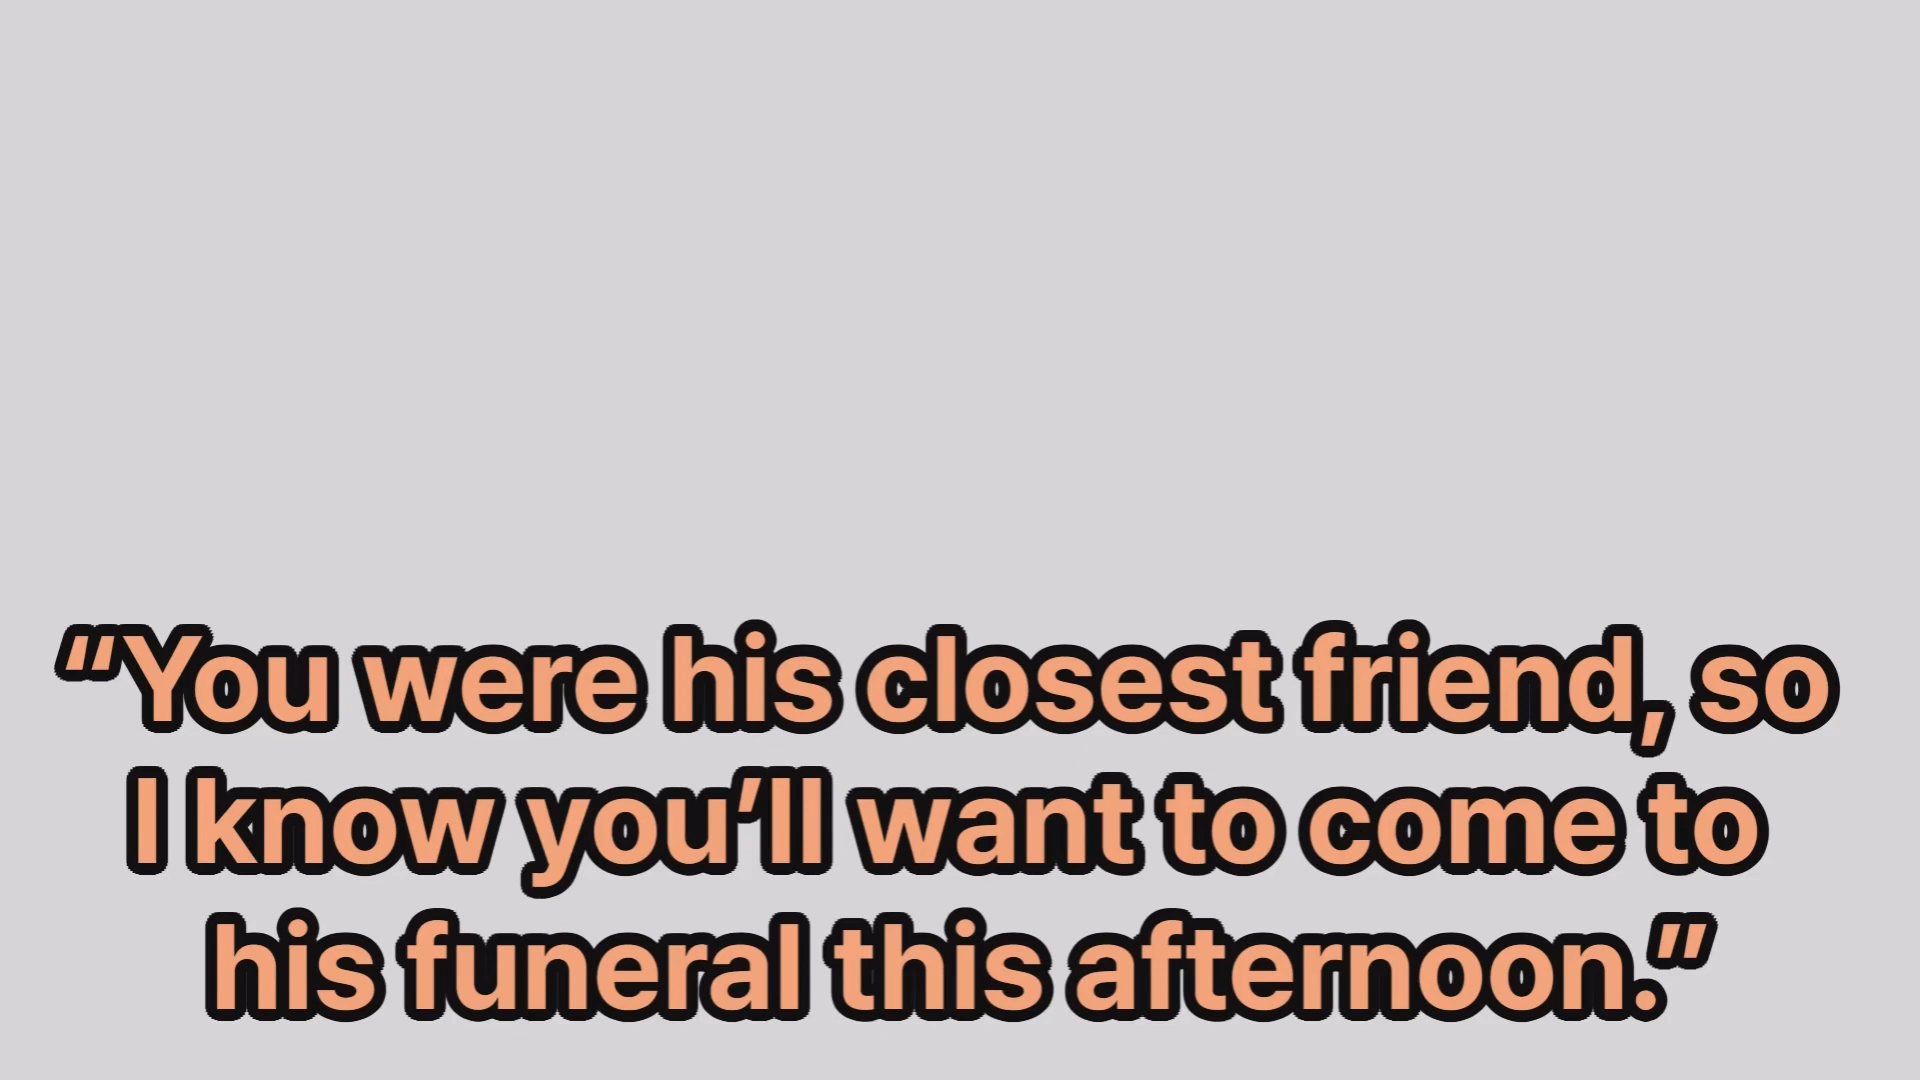 “You were his closest friend, so
I know you’ll want to come to
his funeral this afternoon.”